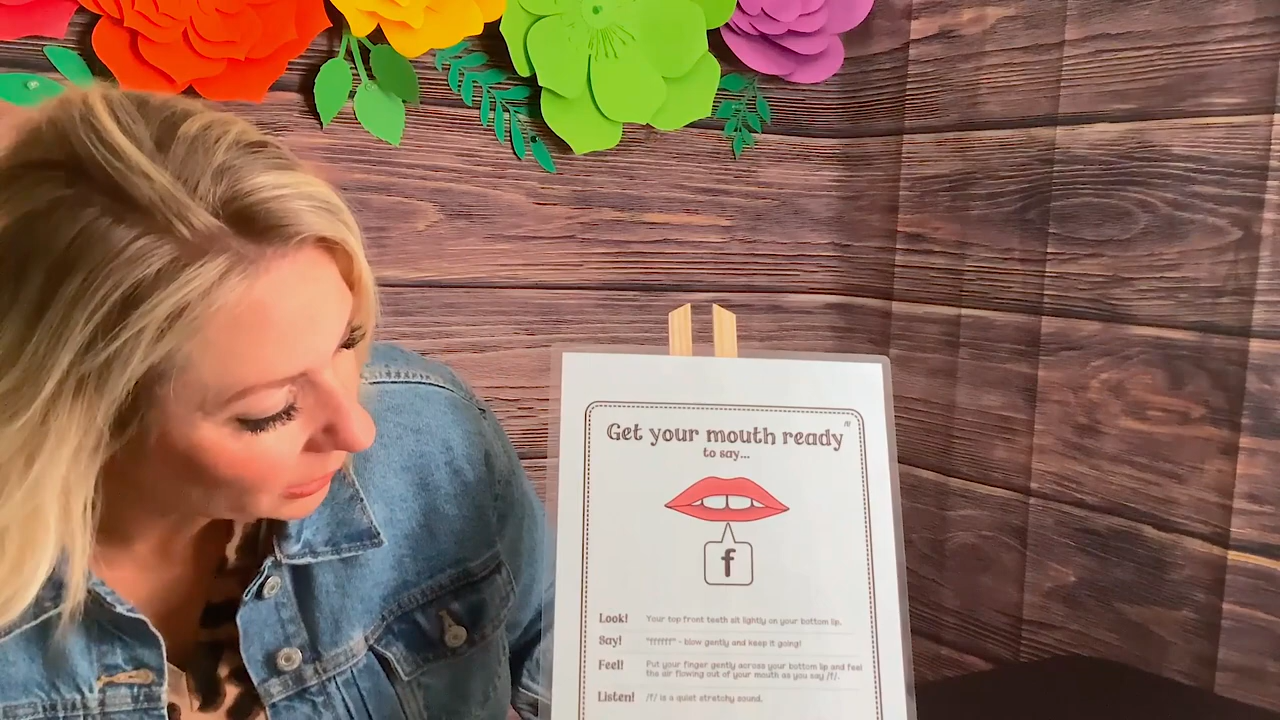 Get your mouth ready
to say...
f
Look! Your top front teeth sit lightly on your bottom lip.
Say! "ffffff" - blow gently and keep it going!
Feel! Put your finger gently across your bottom lip and feel
the air flowing out of your mouth as you say /f/.
Listen! /f/ is a quiet stretchy sound.